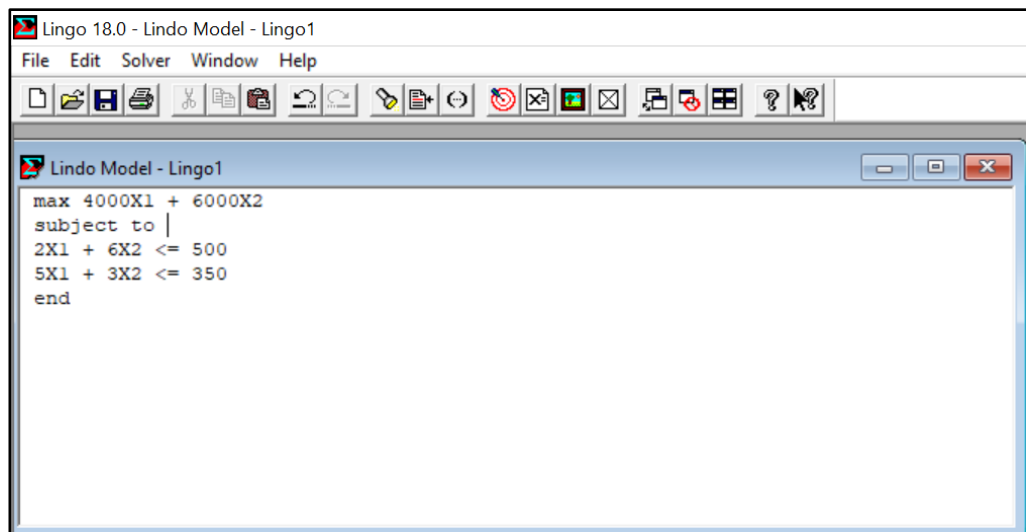 Lingo 18.0 - Lindo Model - Lingo1
File Edit Solver Window Help
Lindo Model - Lingo1
max 4000X1 + 6000X2
subject to
2X1 + 6X2 <= 500
5X1 + 3X2 <= 350
end